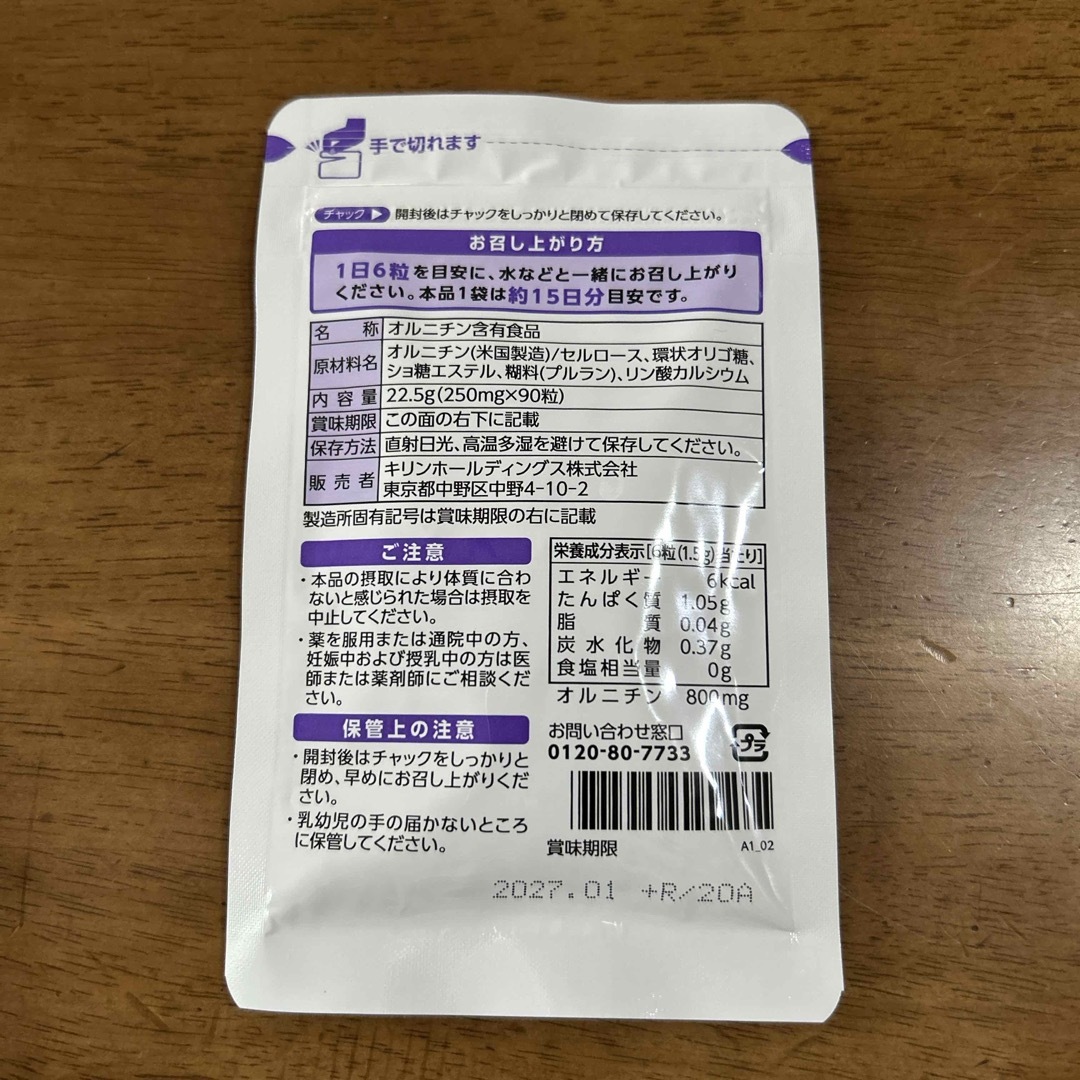 手で切れます
チャック▶ 開封後はチャックをしっかりと閉めて保存してください。
お召し上がり方
1日6粒を目安に、水などと一緒にお召し上がり
ください。本品1袋は約15日分目安です。
名称 オルニチン含有食品
原材料名 オルニチン(米国製造)/セルロース、環状オリゴ糖、
ショ糖エステル、糊料(プルラン)、リン酸カルシウム
内容量 22.5g(250mg×90粒)
賞味期限 この面の右下に記載
保存方法 直射日光、高温多湿を避けて保存してください。
販売者 キリンホールディングス株式会社
東京都中野区中野4-10-2
製造所固有記号は賞味期限の右に記載
ご注意
・本品の摂取により体質に合わ
ないと感じられた場合は摂取を
中止してください。
・薬を服用または通院中の方、
妊娠中および授乳中の方は医
師または薬剤師にご相談くだ
さい。
保管上の注意
・開封後はチャックをしっかりと
閉め、早めにお召し上がりくだ
さい。
・乳幼児の手の届かないところ
に保管してください。
栄養成分表示[6粒(1.5g)当たり]
エネルギー 6kcal
たんぱく質 1.05g
脂質 0.04g
炭水化物 0.37g
食塩相当量 0g
オルニチン 800mg
お問い合わせ窓口
0120-80-7733
プラ
賞味期限 A1_02
2027.01 +R/20A